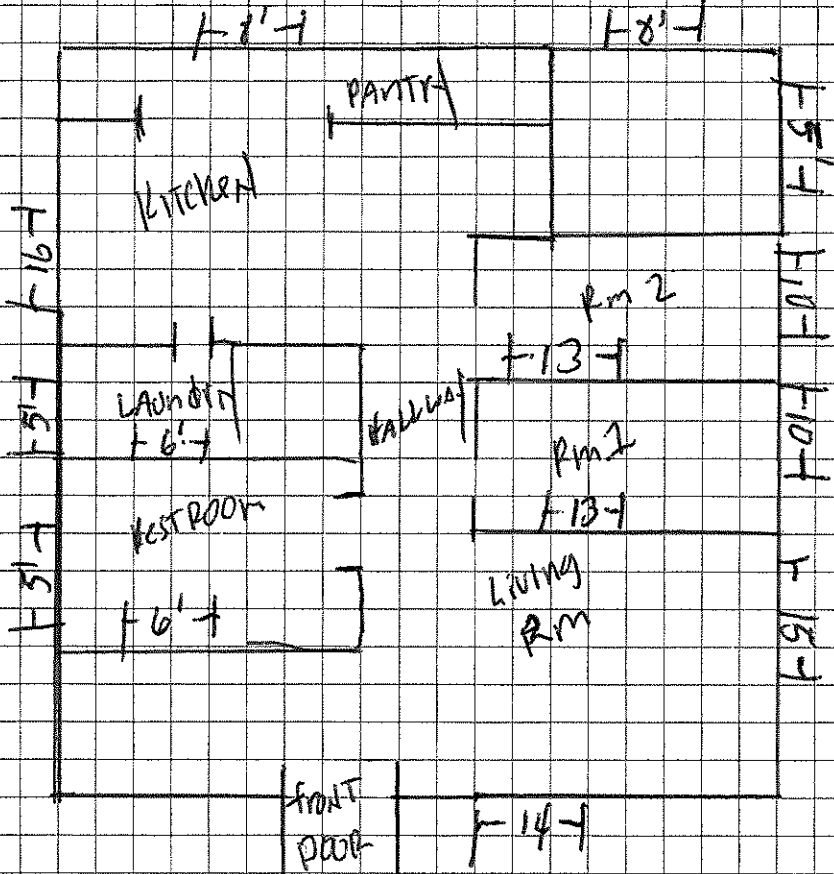 8'
8'
PANTRY
5'
KITCHEN
16
Rm 2
10
13
LAUNDRY
HALLWAY
5'
6'
Rm 1
10
RESTROOM
13
5'
Living
Rm
6'
15
FRONT
DOOR
14